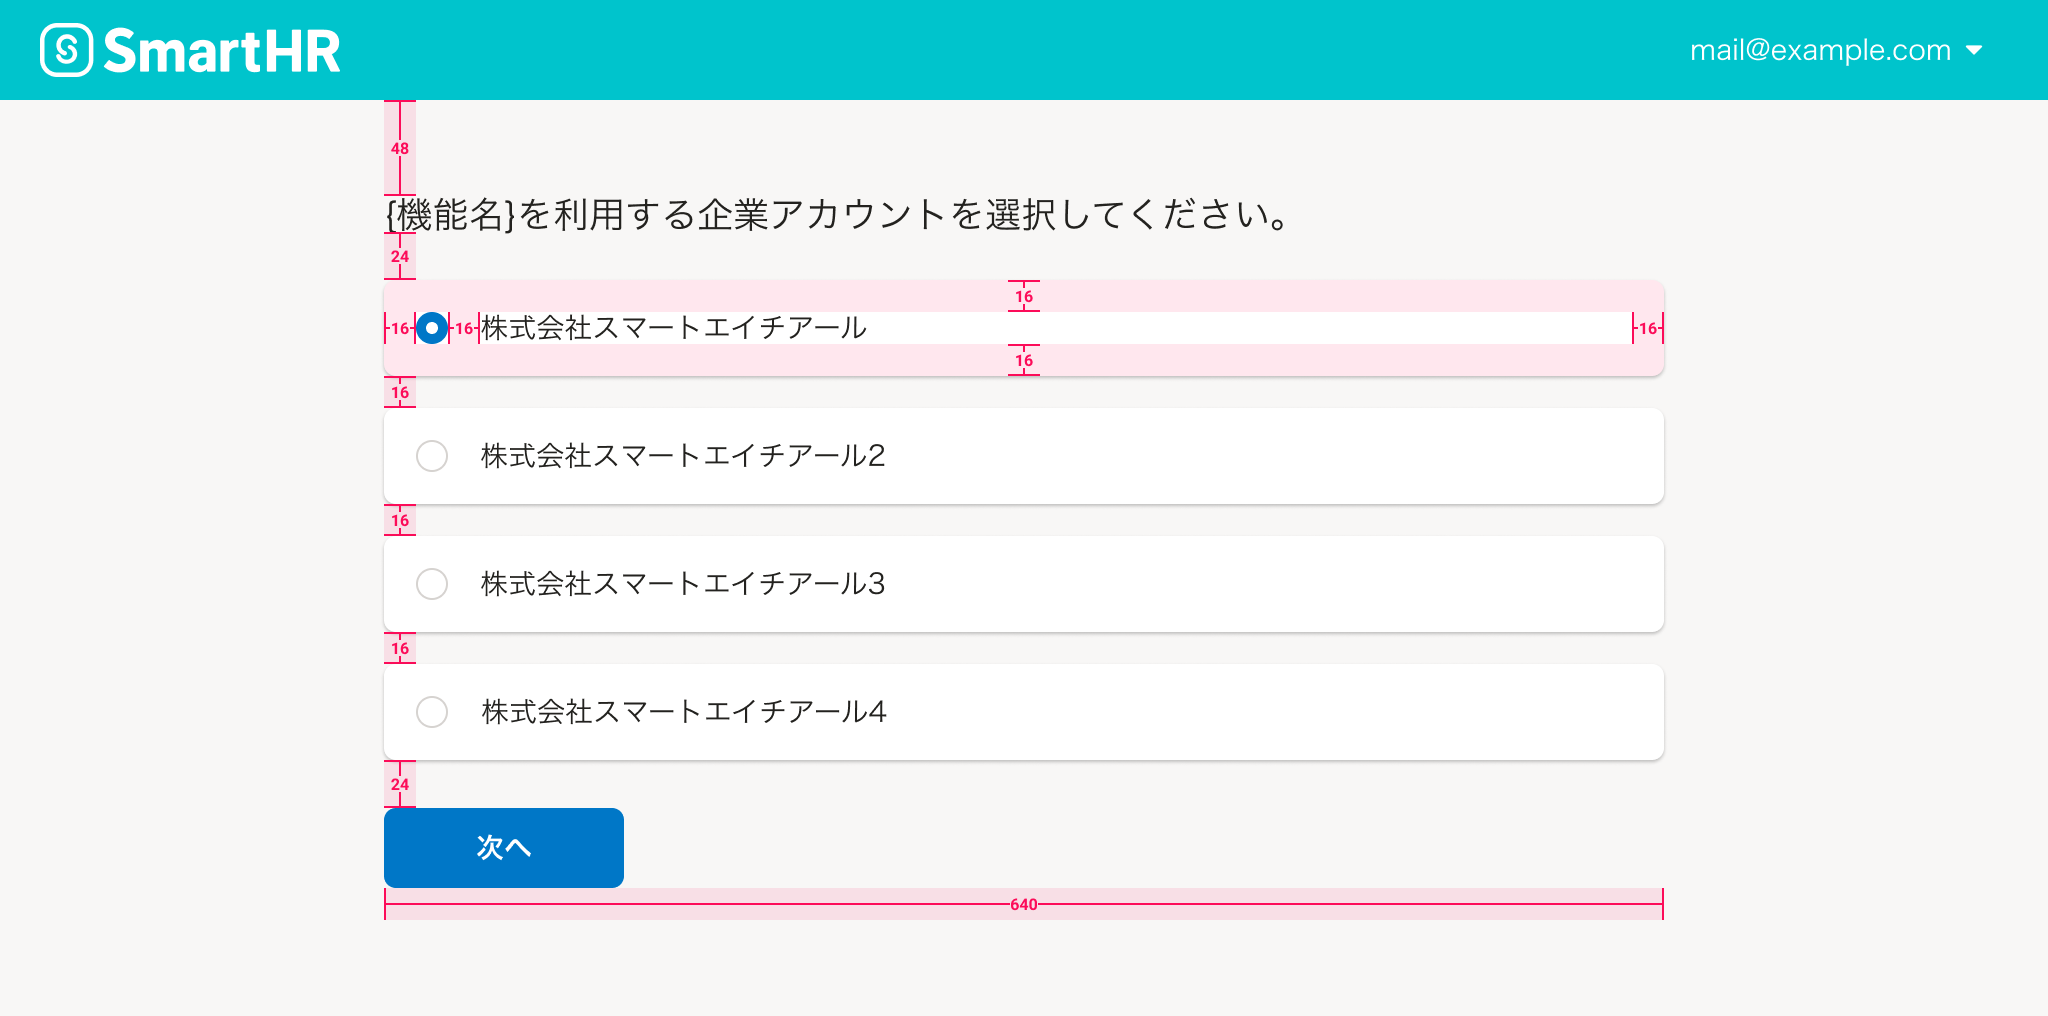 SmartHR
mail@example.com
48
{機能名}を利用する企業アカウントを選択してください。
24
16
16 16 株式会社スマートエイチアール 16
16
16
株式会社スマートエイチアール2
16
株式会社スマートエイチアール3
16
株式会社スマートエイチアール4
24
次へ
640